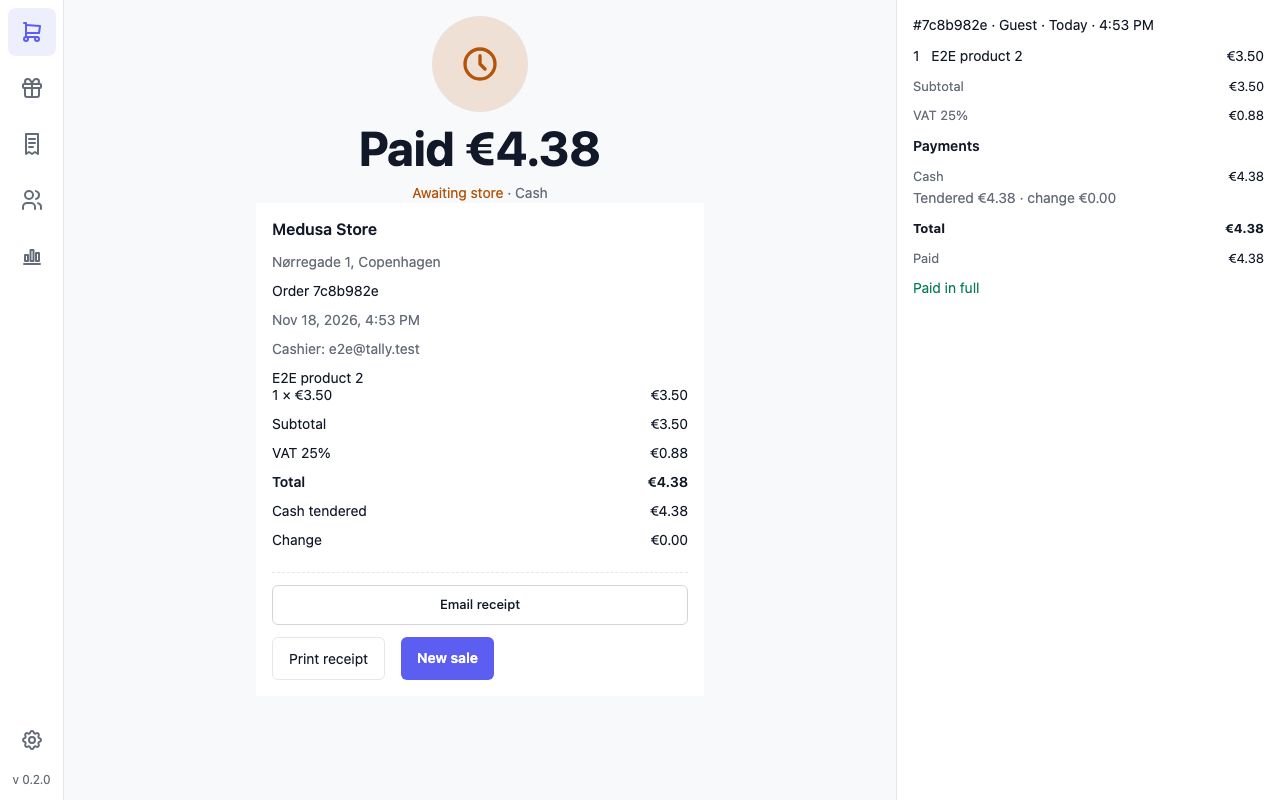 Paid €4.38
Awaiting store · Cash
Medusa Store
Nørregade 1, Copenhagen
Order 7c8b982e
Nov 18, 2026, 4:53 PM
Cashier: e2e@tally.test
E2E product 2
1 × €3.50 €3.50
Subtotal €3.50
VAT 25% €0.88
Total €4.38
Cash tendered €4.38
Change €0.00
Email receipt
Print receipt New sale
#7c8b982e · Guest · Today · 4:53 PM
1 E2E product 2 €3.50
Subtotal €3.50
VAT 25% €0.88
Payments
Cash €4.38
Tendered €4.38 · change €0.00
Total €4.38
Paid €4.38
Paid in full
v 0.2.0